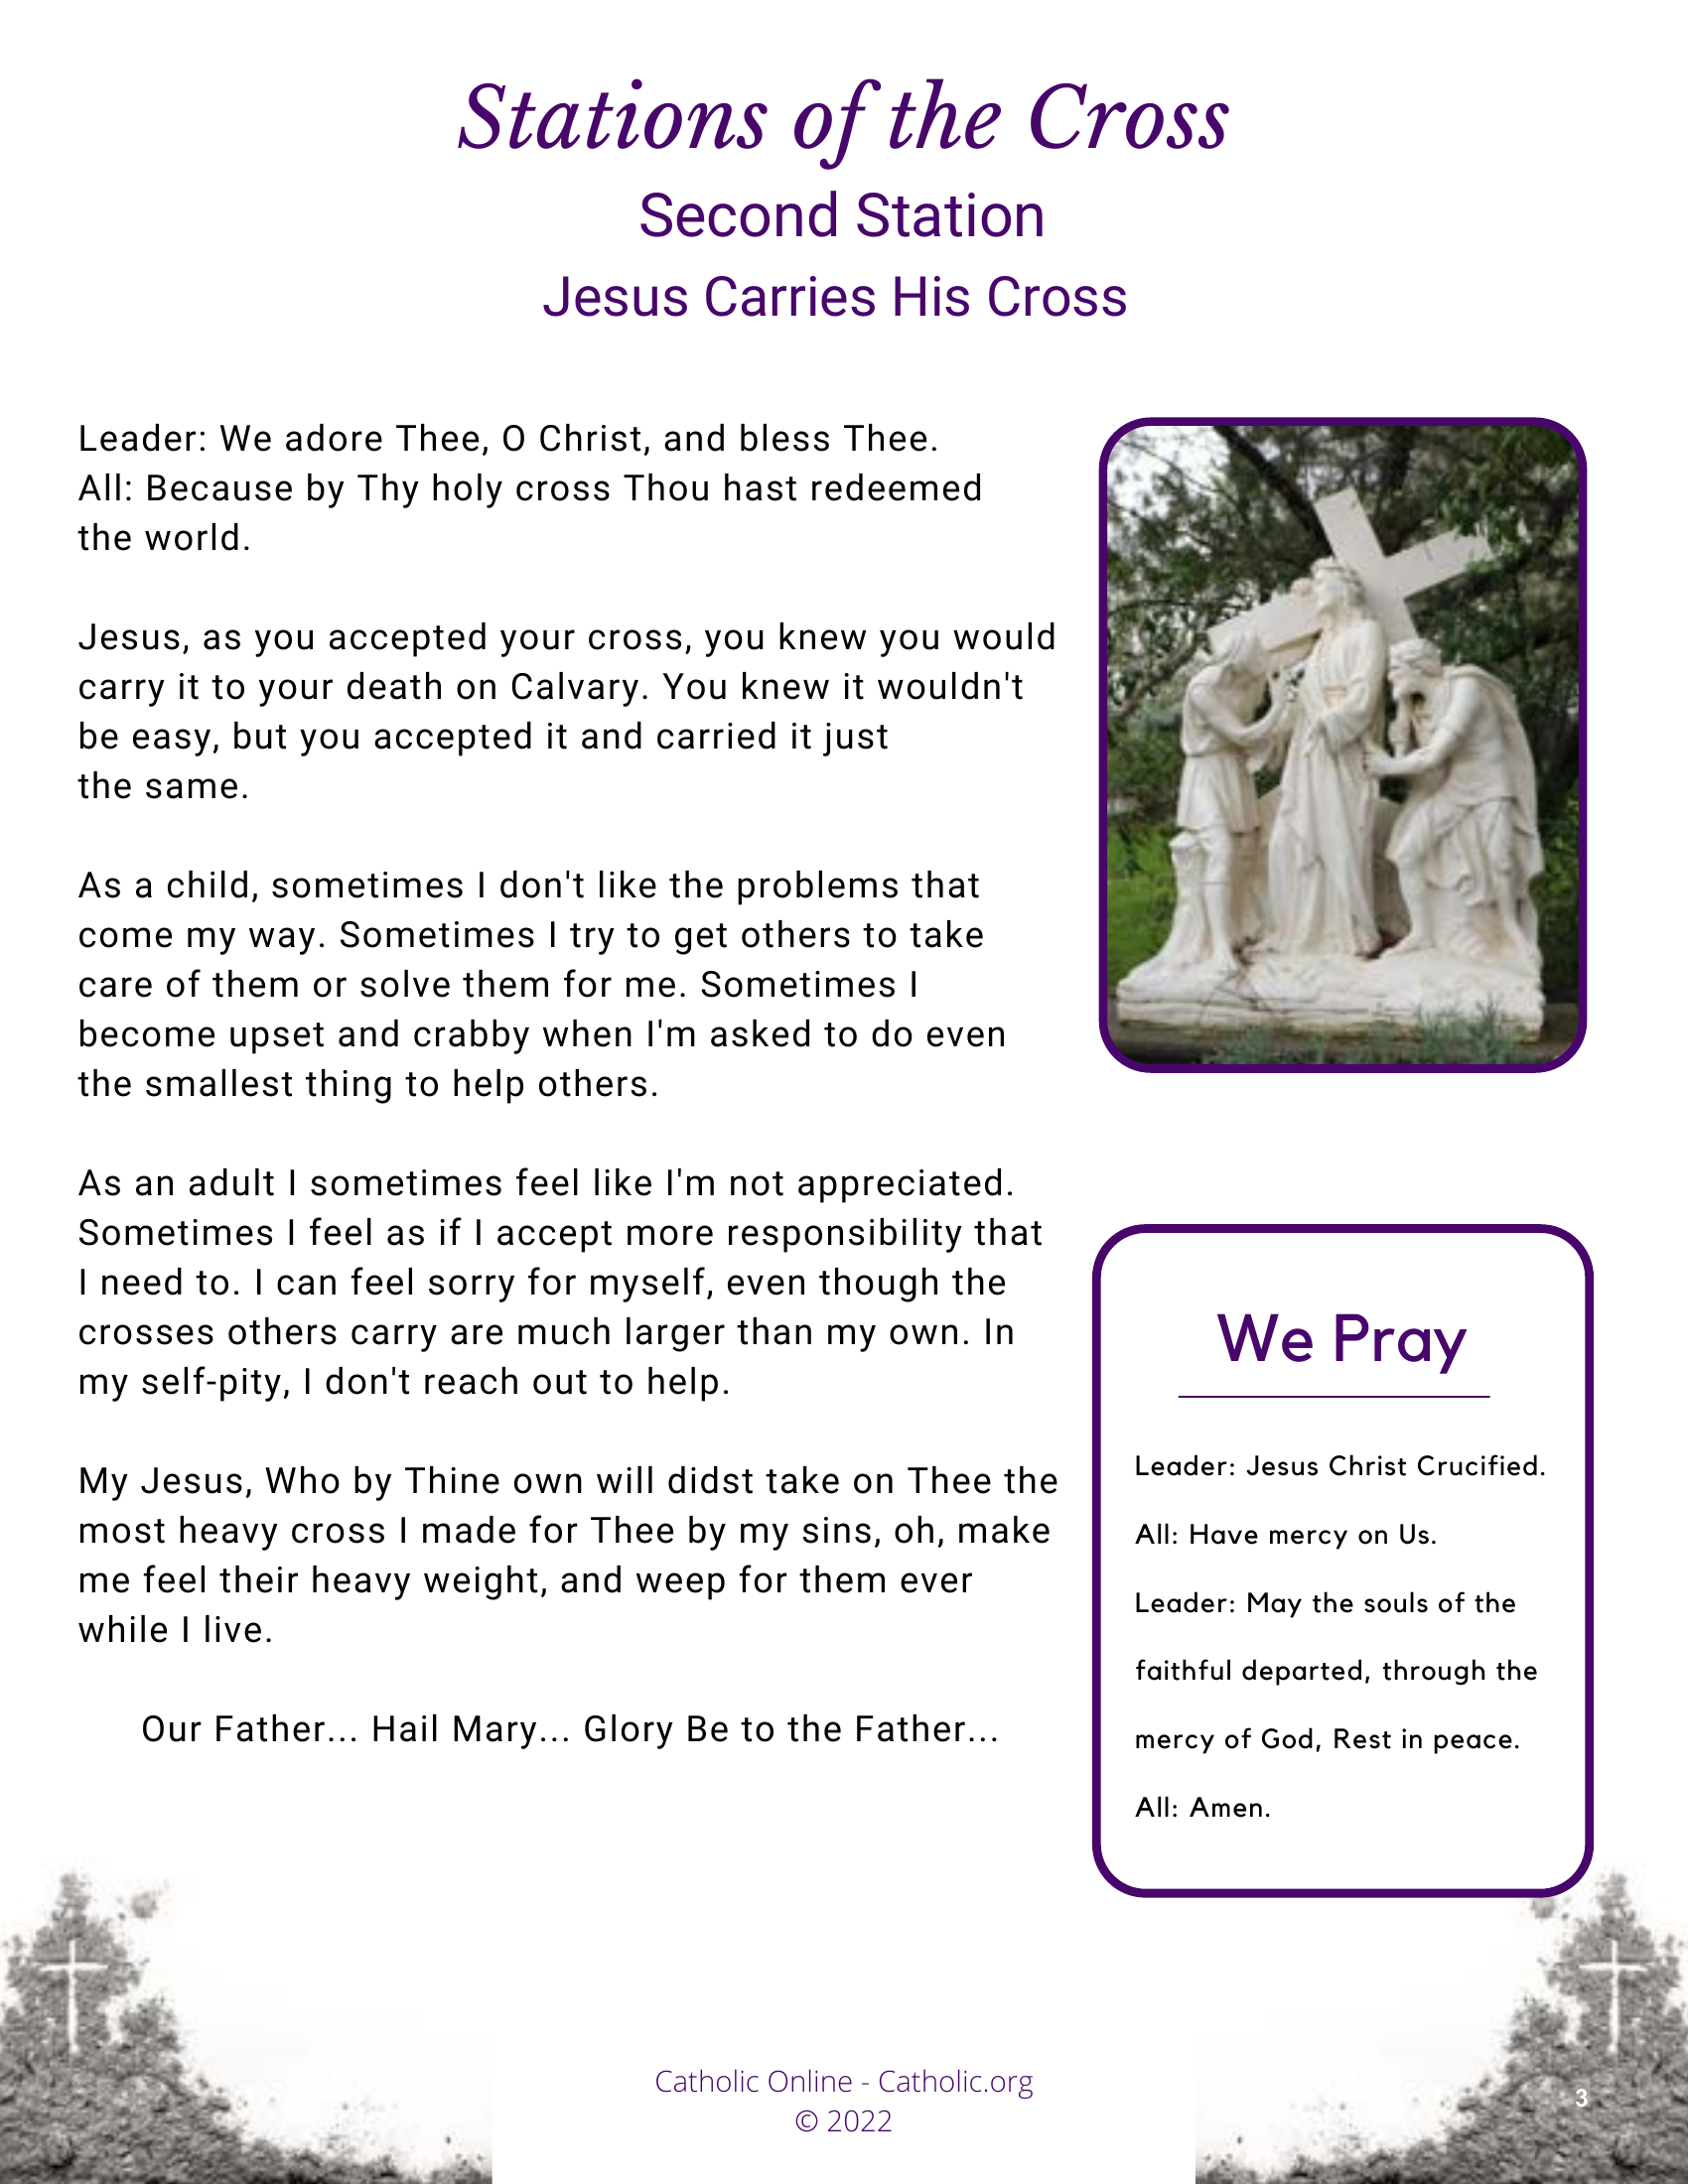 Stations of the Cross
Second Station
Jesus Carries His Cross
Leader: We adore Thee, O Christ, and bless Thee.
All: Because by Thy holy cross Thou hast redeemed
the world.
Jesus, as you accepted your cross, you knew you would
carry it to your death on Calvary. You knew it wouldn't
be easy, but you accepted it and carried it just
the same.
As a child, sometimes I don't like the problems that
come my way. Sometimes I try to get others to take
care of them or solve them for me. Sometimes I
become upset and crabby when I'm asked to do even
the smallest thing to help others.
As an adult I sometimes feel like I'm not appreciated.
Sometimes I feel as if I accept more responsibility that
I need to. I can feel sorry for myself, even though the
crosses others carry are much larger than my own. In
my self-pity, I don't reach out to help.
My Jesus, Who by Thine own will didst take on Thee the
most heavy cross I made for Thee by my sins, oh, make
me feel their heavy weight, and weep for them ever
while I live.
Our Father... Hail Mary... Glory Be to the Father...
We Pray
Leader: Jesus Christ Crucified.
All: Have mercy on Us.
Leader: May the souls of the
faithful departed, through the
mercy of God, Rest in peace.
All: Amen.
Catholic Online - Catholic.org
© 2022
3